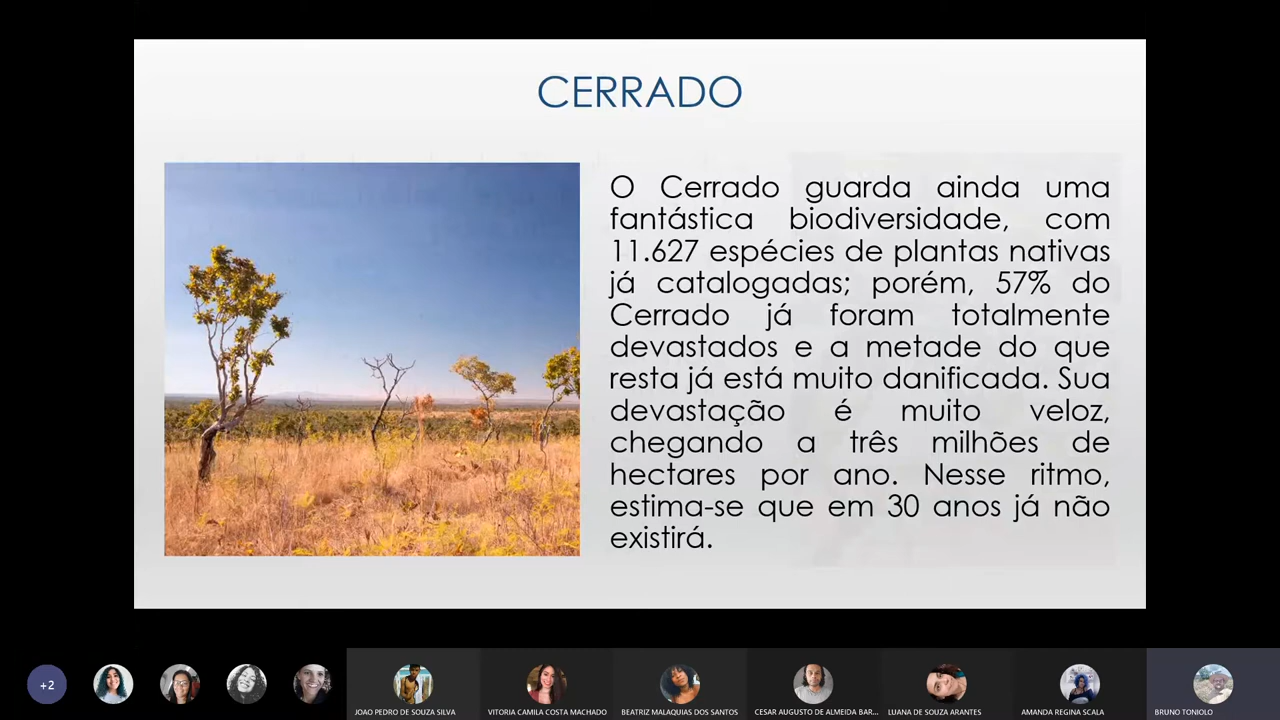 CERRADO
O Cerrado guarda ainda uma
fantástica biodiversidade, com
11.627 espécies de plantas nativas
já catalogadas; porém, 57% do
Cerrado já foram totalmente
devastados e a metade do que
resta já está muito danificada. Sua
devastação é muito veloz,
chegando a três milhões de
hectares por ano. Nesse ritmo,
estima-se que em 30 anos já não
existirá.
+2
JOAO PEDRO DE SOUZA SILVA
VITORIA CAMILA COSTA MACHADO
BEATRIZ MALAQUIAS DOS SANTOS
CESAR AUGUSTO DE ALMEIDA BAR...
LUANA DE SOUZA ARANTES
AMANDA REGINA SCALA
BRUNO TONIOLO